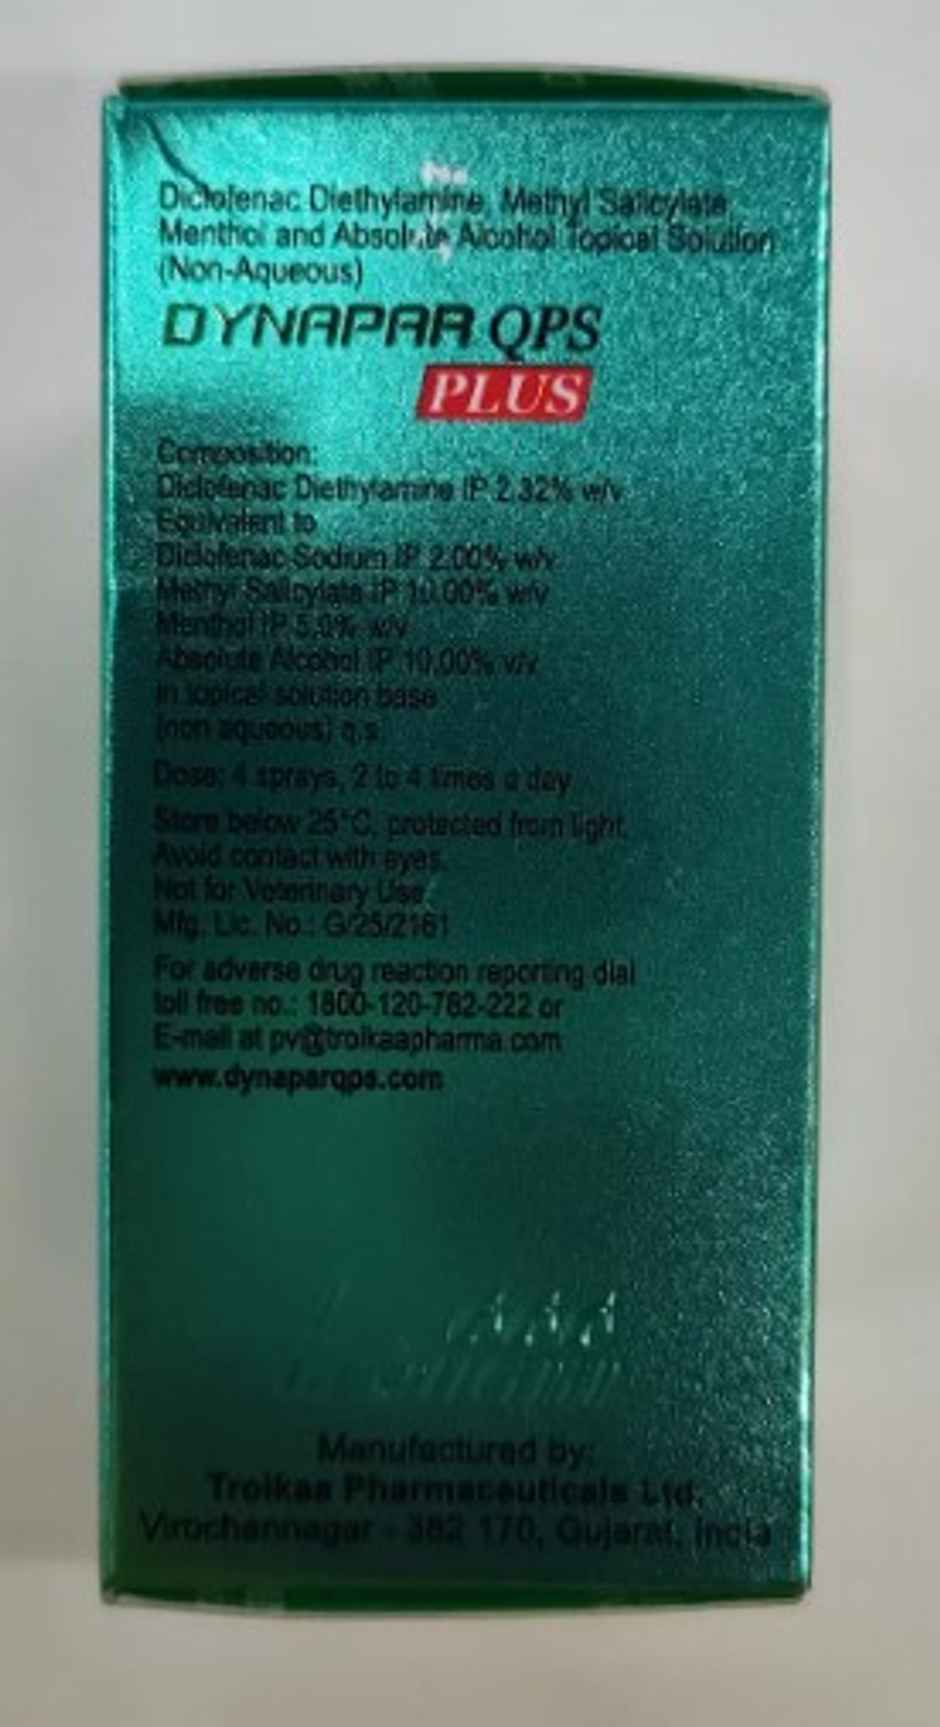 Diclofenac Diethylamine, Methyl Salicylate,
Menthol and Absolute Alcohol Topical Solution
(Non-Aqueous)
DYNAPAR QPS
PLUS
Composition:
Diclofenac Diethylamine IP 2.32% w/v
Equivalent to
Diclofenac Sodium IP 2.00% w/v
Methyl Salicylate IP 10.00% w/v
Menthol IP 5.0% w/v
Absolute Alcohol IP 10.00% v/v
in topical solution base
(non aqueous) q.s.
Dose: 4 sprays, 2 to 4 times a day
Store below 25°C, protected from light.
Avoid contact with eyes.
Not for Veterinary Use
Mfg. Lic. No.: G/25/2161
For adverse drug reaction reporting dial
toll free no.: 1800-120-782-222 or
E-mail at pv@troikaapharma.com
www.dynaparqps.com
Manufactured by:
Troikaa Pharmaceuticals Ltd.
Virochannagar - 382 170, Gujarat, India